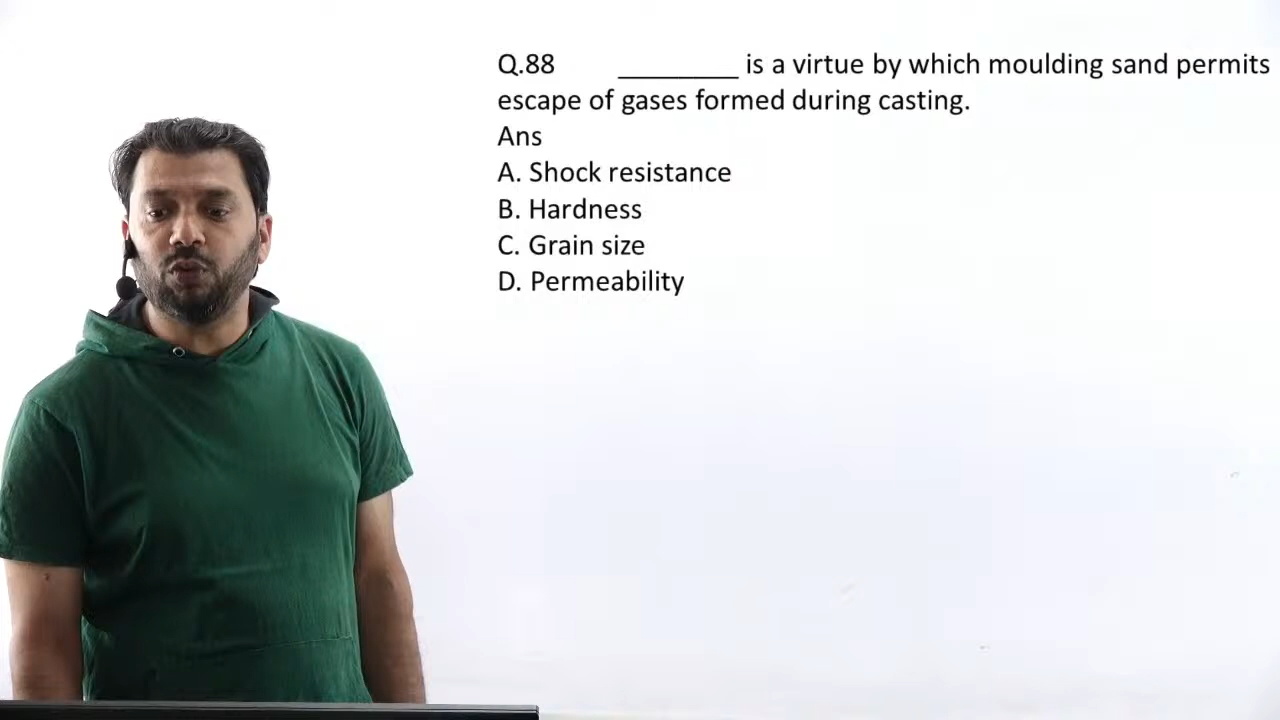 Q.88 ________ is a virtue by which moulding sand permits
escape of gases formed during casting.
Ans
A. Shock resistance
B. Hardness
C. Grain size
D. Permeability